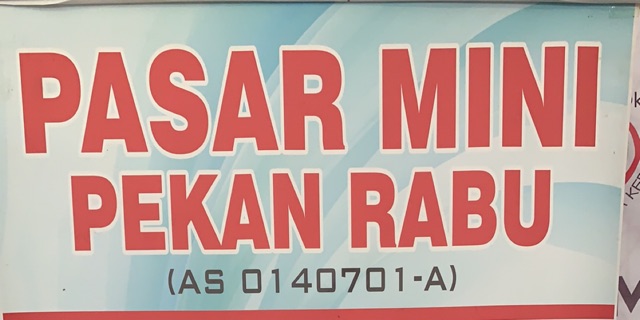 PASAR MINI
PEKAN RABU
(AS 0140701-A)